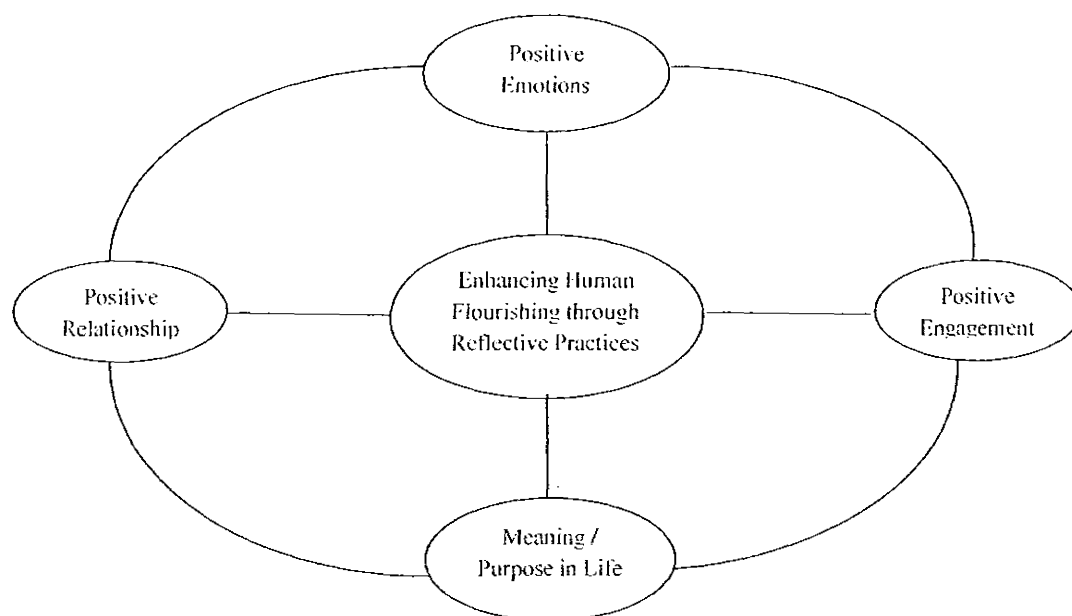 Positive
Emotions
Positive
Relationship
Enhancing Human
Flourishing through
Reflective Practices
Positive
Engagement
Meaning /
Purpose in Life